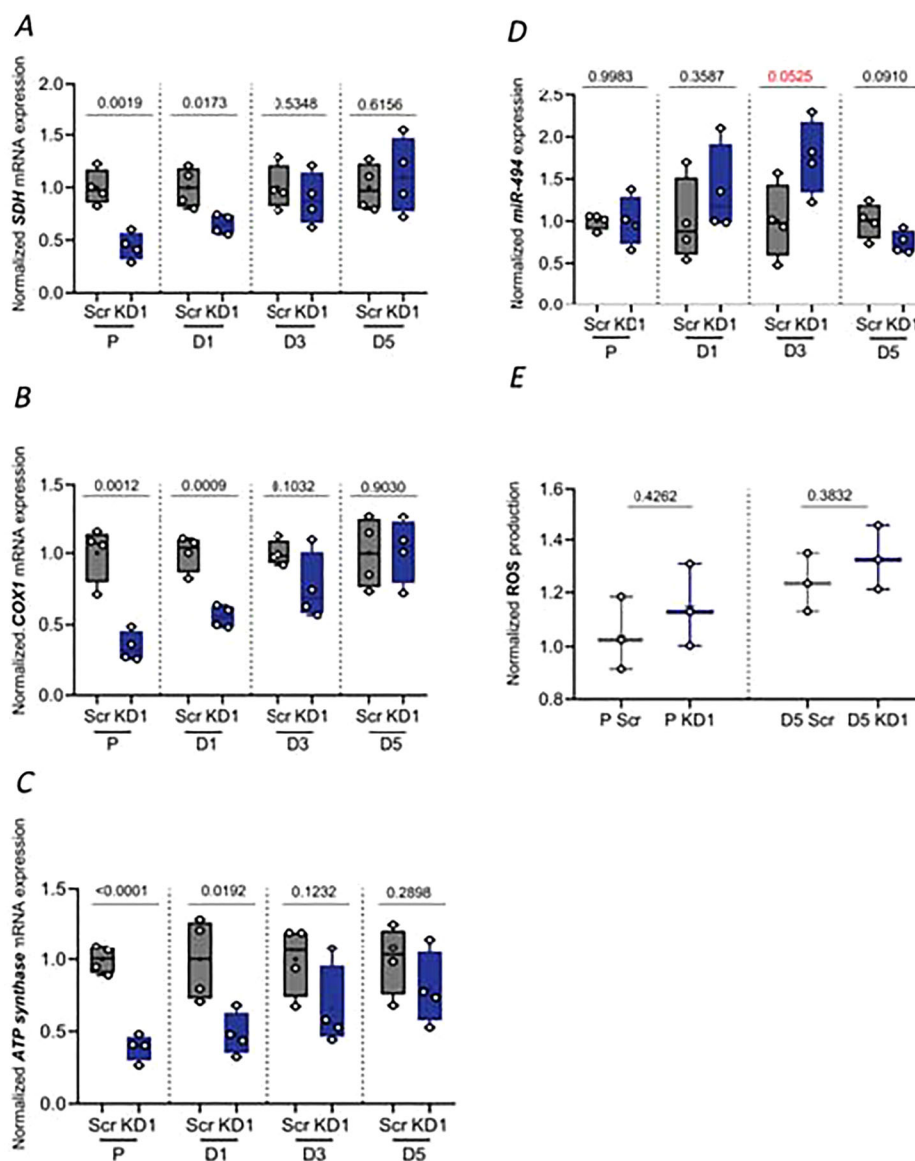 A
Normalized SDH mRNA expression
0.0019 0.0173 0.5348 0.6156
2.0
1.5
1.0
0.5
0.0
Scr KD1 Scr KD1 Scr KD1 Scr KD1
P D1 D3 D5
B
Normalized COX1 mRNA expression
0.0012 0.0009 0.1032 0.9030
1.5
1.0
0.5
0.0
Scr KD1 Scr KD1 Scr KD1 Scr KD1
P D1 D3 D5
C
Normalized ATP synthase mRNA expression
<0.0001 0.0192 0.1232 0.2898
1.5
1.0
0.5
0.0
Scr KD1 Scr KD1 Scr KD1 Scr KD1
P D1 D3 D5
D
Normalized miR-494 expression
0.9983 0.3587 0.0525 0.0910
2.5
2.0
1.5
1.0
0.5
0.0
Scr KD1 Scr KD1 Scr KD1 Scr KD1
P D1 D3 D5
E
Normalized ROS production
0.4262 0.3832
1.6
1.4
1.2
1.0
0.8
P Scr P KD1 D5 Scr D5 KD1